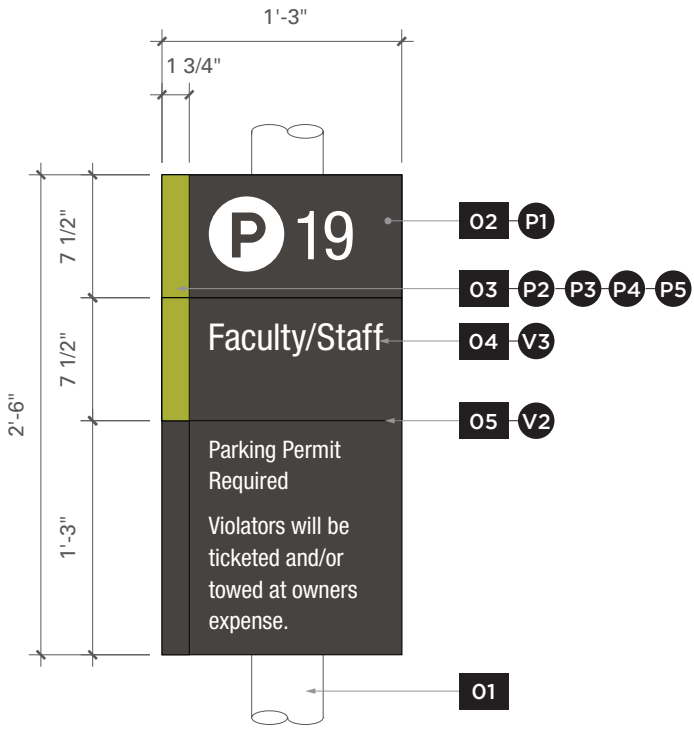 1'-3"
1 3/4"
P 19
02 P1
7 1/2"
03 P2 P3 P4 P5
Faculty/Staff
04 V3
7 1/2"
2'-6"
05 V2
Parking Permit
Required
Violators will be
ticketed and/or
towed at owners
expense.
1'-3"
01